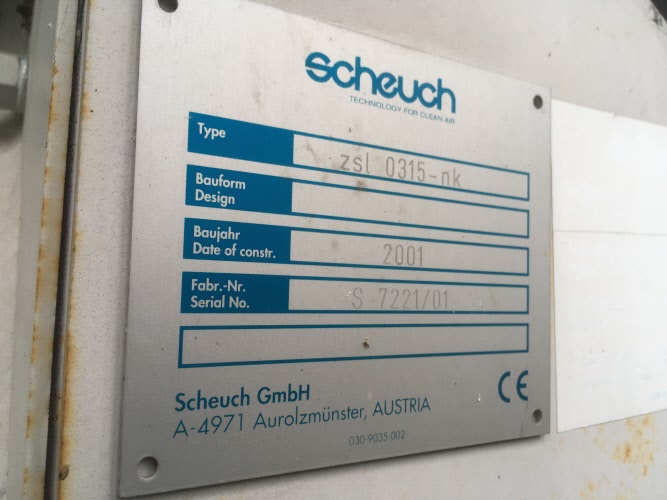 scheuch
TECHNOLOGY FOR CLEAN AIR
Type
zsl 0315-nk
Bauform
Design
Baujahr
Date of constr.
2001
Fabr.-Nr.
Serial No.
S 7221/01
Scheuch GmbH
A-4971 Aurolzmünster, AUSTRIA
CE
030-9035-002